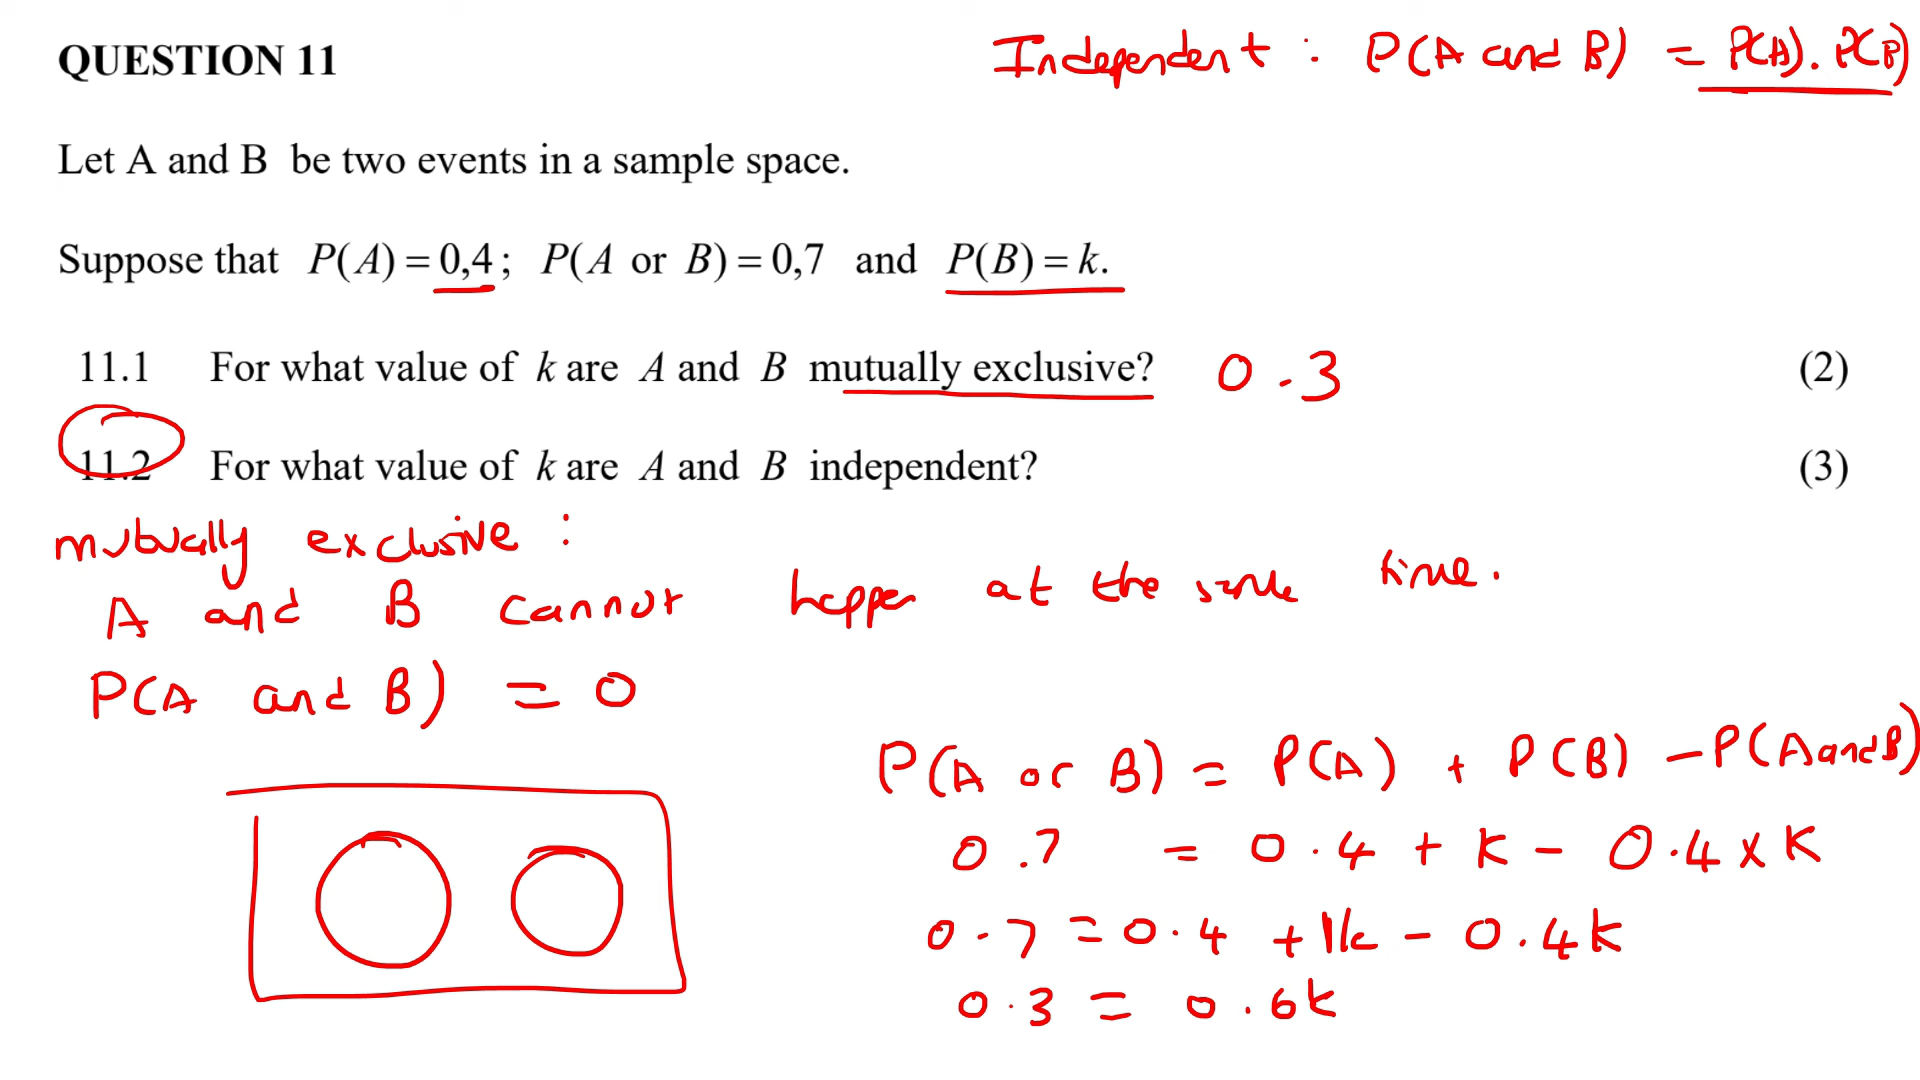 QUESTION 11
Independent : P(A and B) = P(A). P(B)
Let A and B be two events in a sample space.
Suppose that P(A) = 0,4; P(A or B) = 0,7 and P(B) = k.
11.1 For what value of k are A and B mutually exclusive? 0.3 (2)
11.2 For what value of k are A and B independent? (3)
mutually exclusive :
A and B cannot happen at the same time.
P(A and B) = 0
P(A or B) = P(A) + P(B) - P(A and B)
0.7 = 0.4 + k - 0.4 x k
0.7 = 0.4 + 1k - 0.4k
0.3 = 0.6k